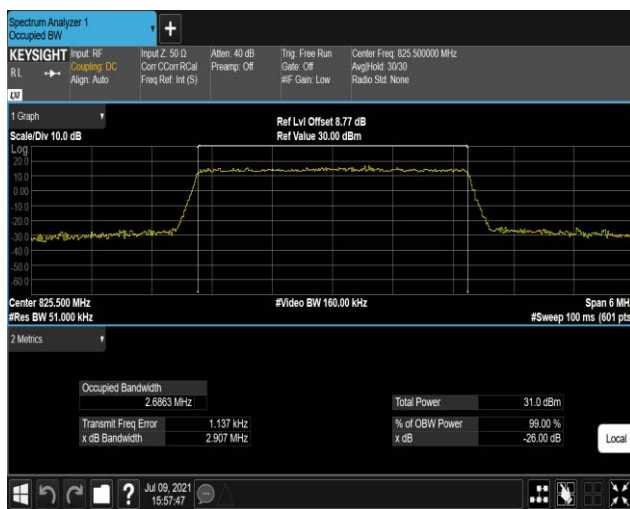 Spectrum Analyzer 1
Occupied BW
+
KEYSIGHT
RL
LXI
Input: RF
Coupling: DC
Align: Auto
Input Z: 50 Ω
Corr CCorr RCal
Freq Ref: Int (S)
Atten: 40 dB
Preamp: Off
Trig: Free Run
Gate: Off
#IF Gain: Low
Center Freq: 825.500000 MHz
Avg|Hold: 30/30
Radio Std: None
1 Graph
Scale/Div 10.0 dB
Ref Lvl Offset 8.77 dB
Ref Value 30.00 dBm
Log
20.0
10.0
0.00
-10.0
-20.0
-30.0
-40.0
-50.0
-60.0
Center 825.500 MHz
#Video BW 160.00 kHz
Span 6 MH
#Res BW 51.000 kHz
#Sweep 100 ms (601 pts
2 Metrics
Occupied Bandwidth
2.6863 MHz
Total Power 31.0 dBm
Transmit Freq Error 1.137 kHz
% of OBW Power 99.00 %
x dB Bandwidth 2.907 MHz
x dB -26.00 dB
Local
?
Jul 09, 2021
15:57:47